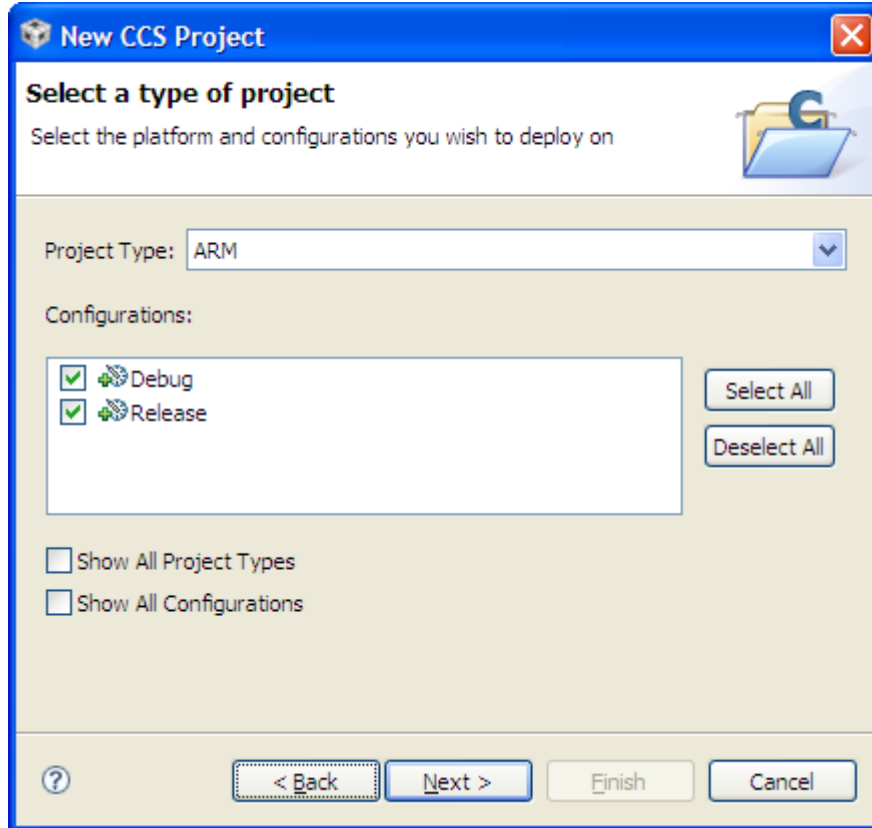 New CCS Project
Select a type of project
Select the platform and configurations you wish to deploy on
Project Type: ARM
Configurations:
Debug
Release
Select All
Deselect All
Show All Project Types
Show All Configurations
< Back Next > Finish Cancel